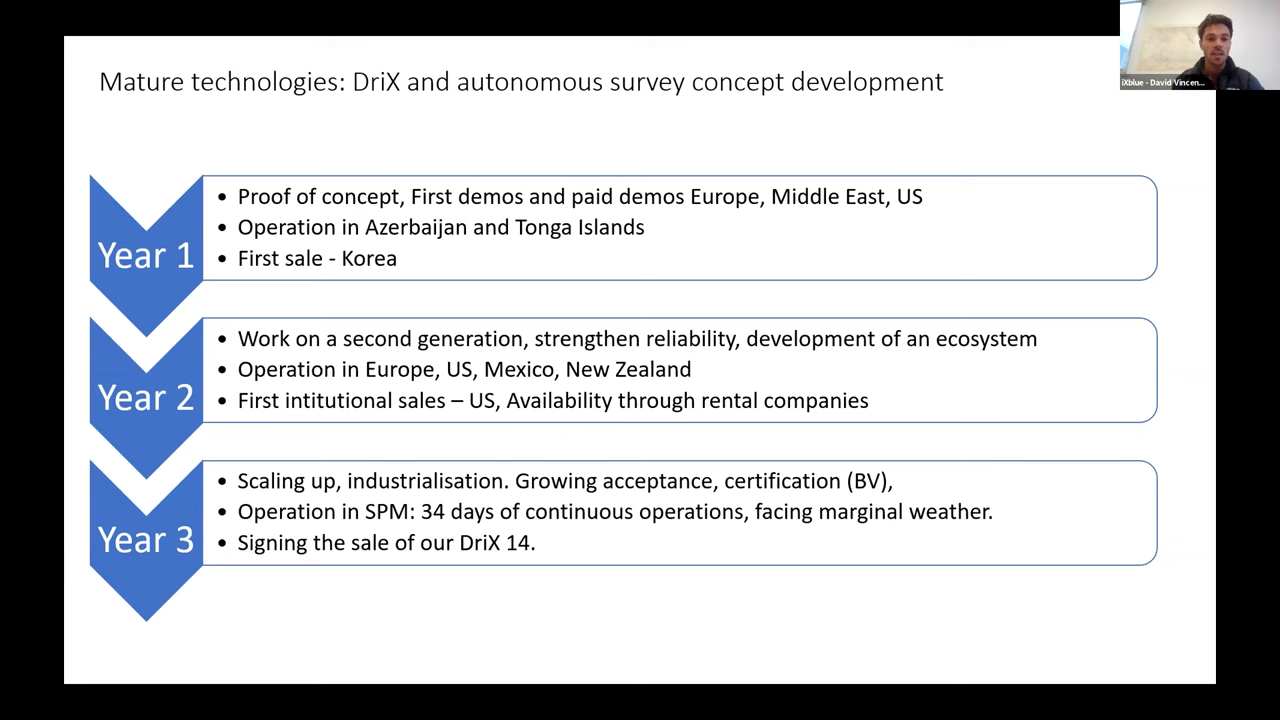 Mature technologies: DriX and autonomous survey concept development
iXblue - David Vincen...
Year 1
• Proof of concept, First demos and paid demos Europe, Middle East, US
• Operation in Azerbaijan and Tonga Islands
• First sale - Korea
Year 2
• Work on a second generation, strengthen reliability, development of an ecosystem
• Operation in Europe, US, Mexico, New Zealand
• First intitutional sales – US, Availability through rental companies
Year 3
• Scaling up, industrialisation. Growing acceptance, certification (BV),
• Operation in SPM: 34 days of continuous operations, facing marginal weather.
• Signing the sale of our DriX 14.